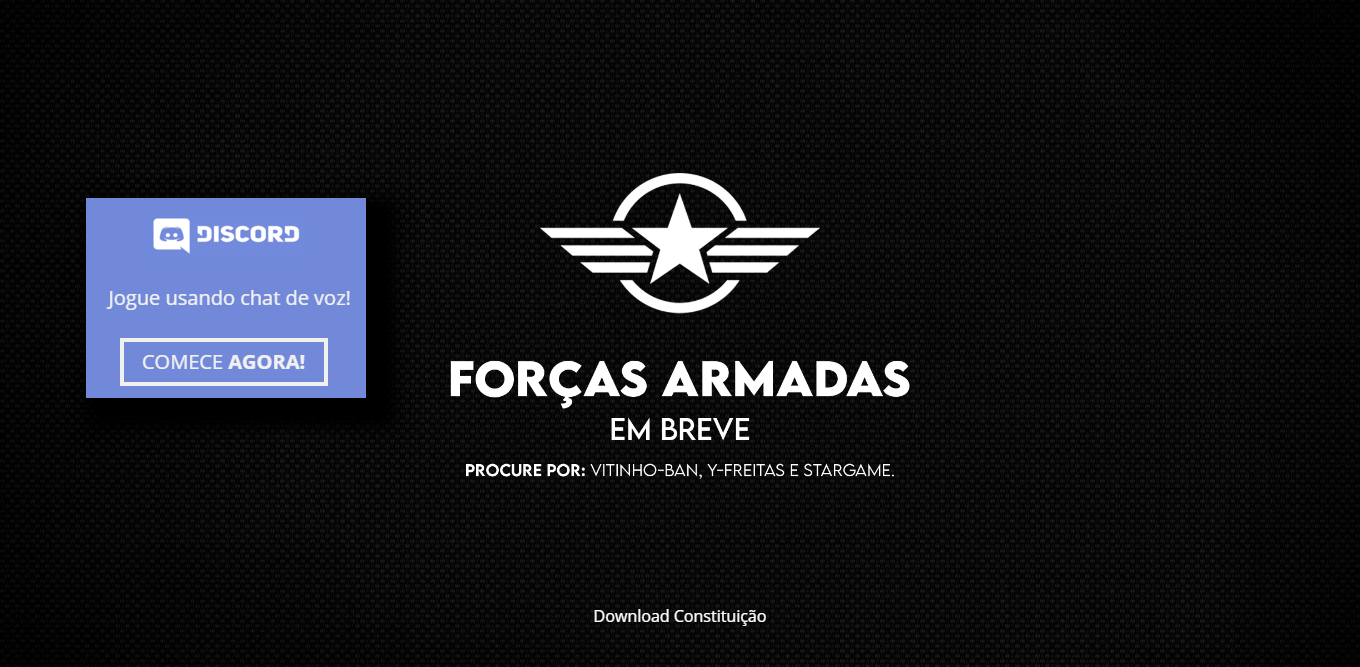 DISCORD
Jogue usando chat de voz!
COMECE AGORA!
FORÇAS ARMADAS
EM BREVE
PROCURE POR: VITINHO-BAN, Y-FREITAS E STARGAME.
Download Constituição